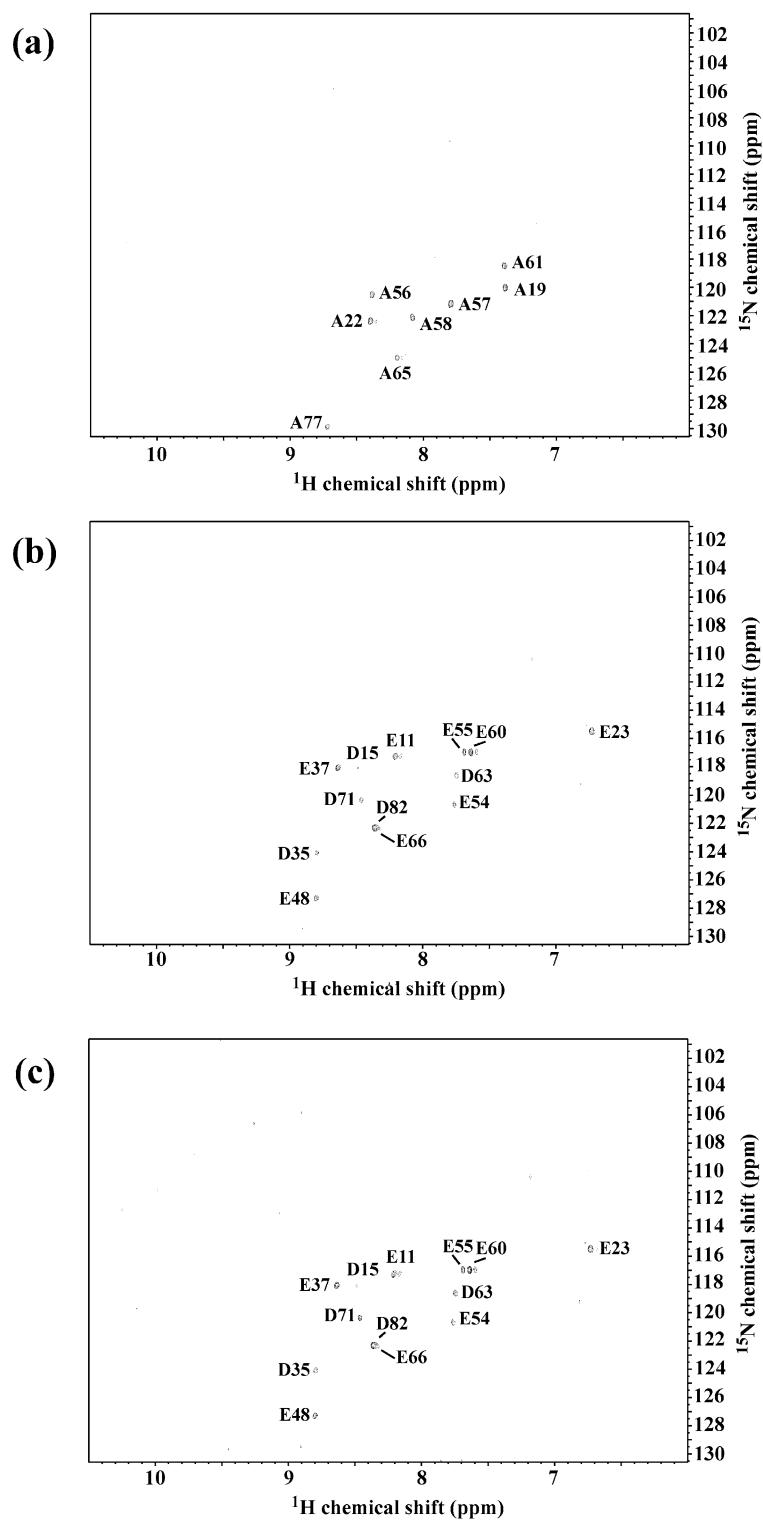 (a)
102
104
106
108
110
112
114
116
118
120
122
124
126
128
130
¹⁵N chemical shift (ppm)
A61
A19
A56
A57
A22
A58
A65
A77
10 9 8 7
¹H chemical shift (ppm)
(b)
102
104
106
108
110
112
114
116
118
120
122
124
126
128
130
¹⁵N chemical shift (ppm)
E55 E60 E23
E11
D15
E37
D63
D71
D82
E54
E66
D35
E48
10 9 8 7
¹H chemical shift (ppm)
(c)
102
104
106
108
110
112
114
116
118
120
122
124
126
128
130
¹⁵N chemical shift (ppm)
E55 E60 E23
E11
D15
E37
D63
D71
D82
E54
E66
D35
E48
10 9 8 7
¹H chemical shift (ppm)